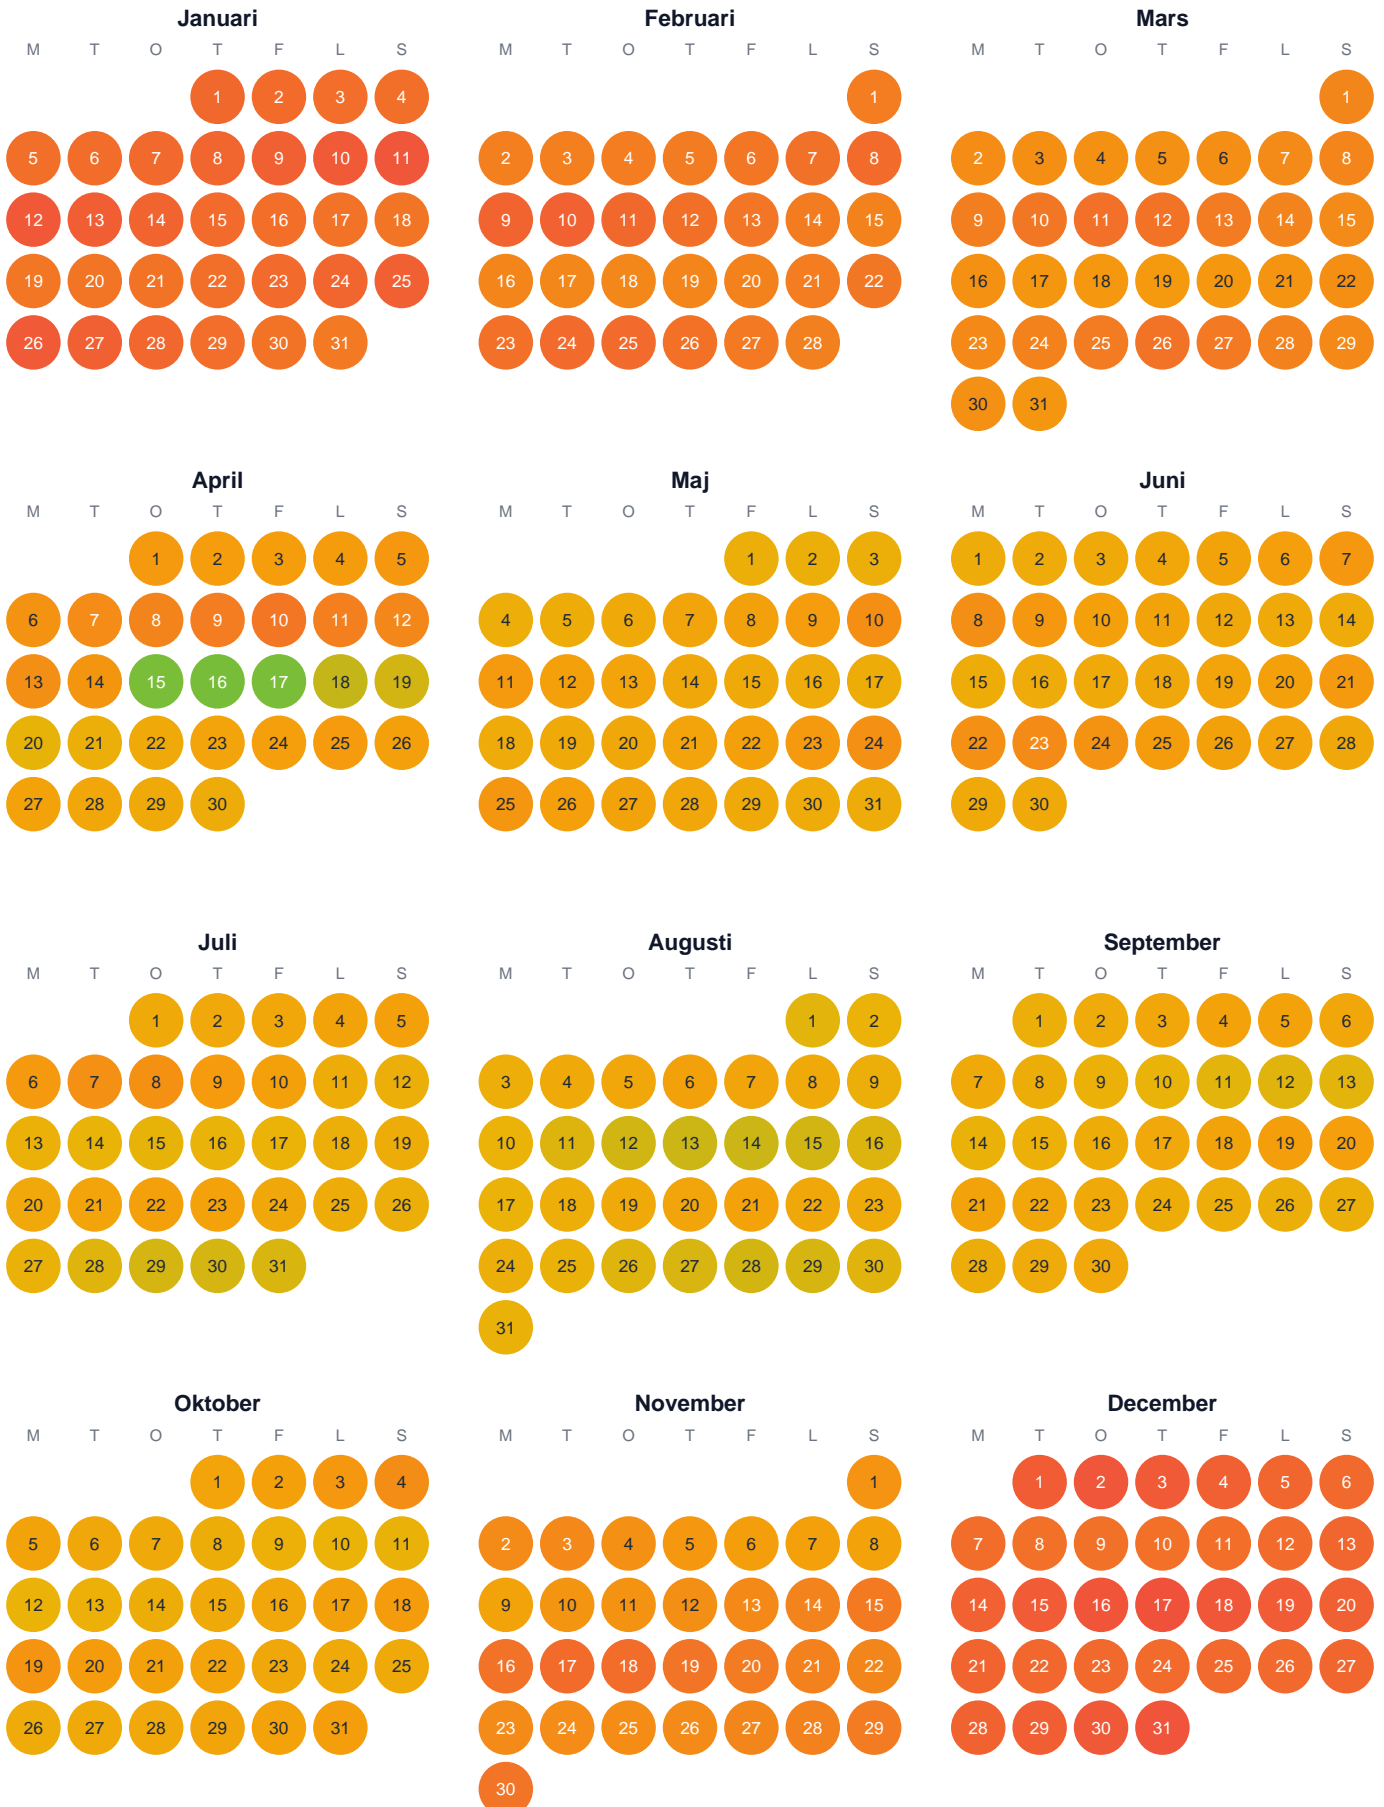 Januari Februari Mars
M T O T F L S M T O T F L S M T O T F L S
1 2 3 4 1 1
5 6 7 8 9 10 11 2 3 4 5 6 7 8 2 3 4 5 6 7 8
12 13 14 15 16 17 18 9 10 11 12 13 14 15 9 10 11 12 13 14 15
19 20 21 22 23 24 25 16 17 18 19 20 21 22 16 17 18 19 20 21 22
26 27 28 29 30 31 23 24 25 26 27 28 23 24 25 26 27 28 29
30 31
April Maj Juni
M T O T F L S M T O T F L S M T O T F L S
1 2 3 4 5 1 2 3 1 2 3 4 5 6 7
6 7 8 9 10 11 12 4 5 6 7 8 9 10 8 9 10 11 12 13 14
13 14 15 16 17 18 19 11 12 13 14 15 16 17 15 16 17 18 19 20 21
20 21 22 23 24 25 26 18 19 20 21 22 23 24 22 23 24 25 26 27 28
27 28 29 30 25 26 27 28 29 30 31 29 30
Juli Augusti September
M T O T F L S M T O T F L S M T O T F L S
1 2 3 4 5 1 2 1 2 3 4 5 6
6 7 8 9 10 11 12 3 4 5 6 7 8 9 7 8 9 10 11 12 13
13 14 15 16 17 18 19 10 11 12 13 14 15 16 14 15 16 17 18 19 20
20 21 22 23 24 25 26 17 18 19 20 21 22 23 21 22 23 24 25 26 27
27 28 29 30 31 24 25 26 27 28 29 30 28 29 30
31
Oktober November December
M T O T F L S M T O T F L S M T O T F L S
1 2 3 4 1 1 2 3 4 5 6
5 6 7 8 9 10 11 2 3 4 5 6 7 8 7 8 9 10 11 12 13
12 13 14 15 16 17 18 9 10 11 12 13 14 15 14 15 16 17 18 19 20
19 20 21 22 23 24 25 16 17 18 19 20 21 22 21 22 23 24 25 26 27
26 27 28 29 30 31 23 24 25 26 27 28 29 28 29 30 31
30